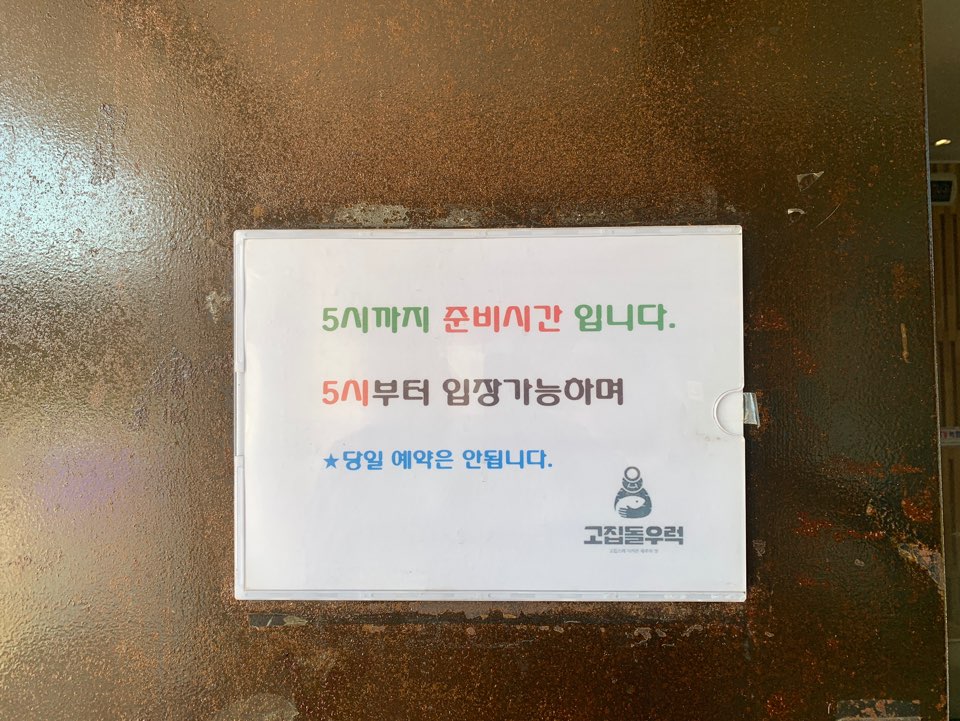 5시까지 준비시간 입니다.
5시부터 입장가능하며
★당일 예약은 안됩니다.
고집돌우럭